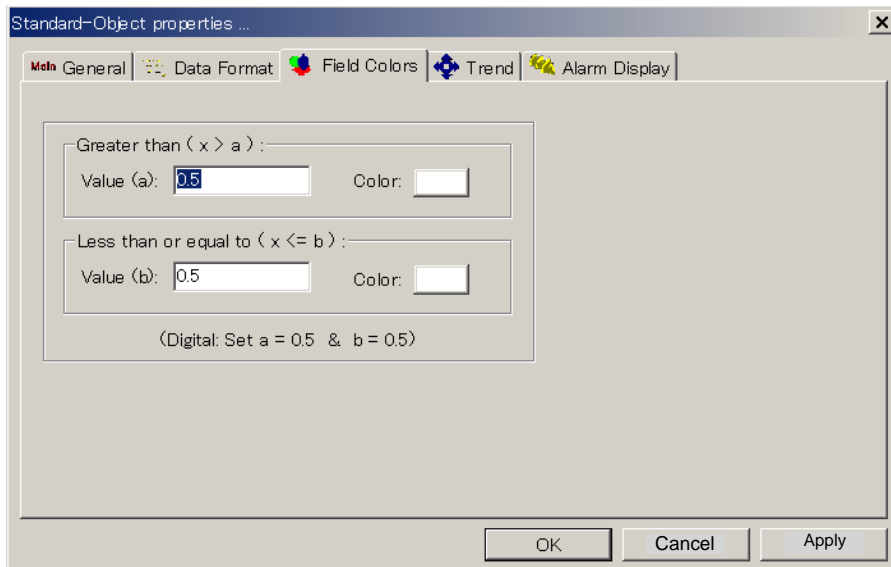 Standard-Object properties ...
Main General Data Format Field Colors Trend Alarm Display
Greater than ( x > a ) :
Value (a): 0.5 Color:
Less than or equal to ( x <= b ) :
Value (b): 0.5 Color:
(Digital: Set a = 0.5 & b = 0.5)
OK Cancel Apply